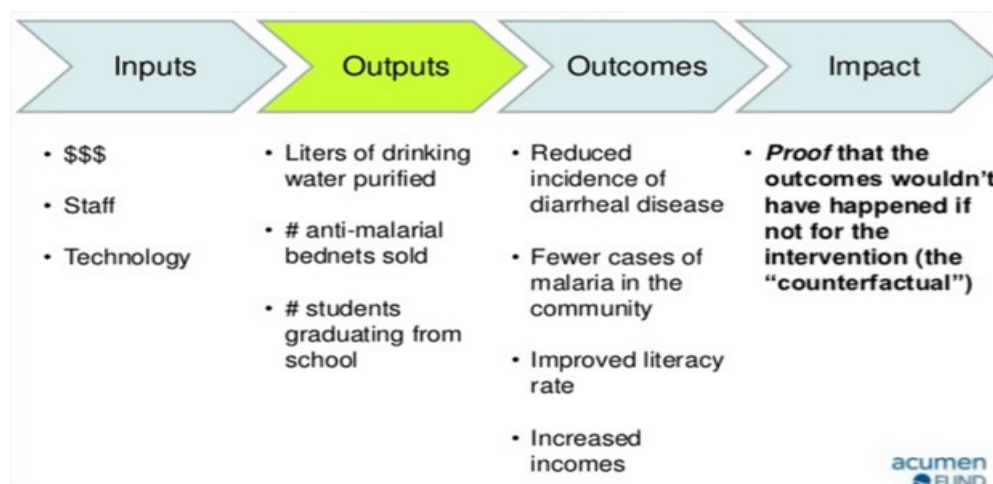 Inputs
Outputs
Outcomes
Impact
• $$$
• Staff
• Technology
• Liters of drinking
water purified
• # anti-malarial
bednets sold
• # students
graduating from
school
• Reduced
incidence of
diarrheal disease
• Fewer cases of
malaria in the
community
• Improved literacy
rate
• Increased
incomes
• Proof that the
outcomes wouldn't
have happened if
not for the
intervention (the
“counterfactual”)
acumen
FUND